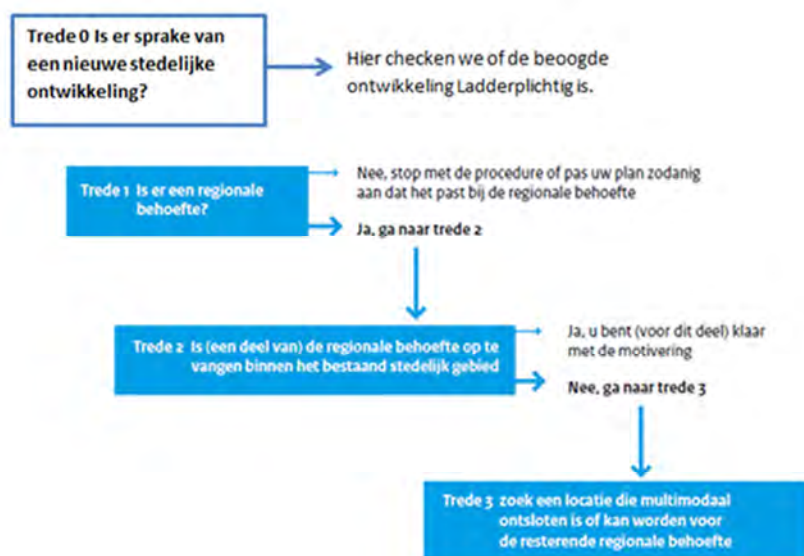 Trede 0 Is er sprake van
een nieuwe stedelijke
ontwikkeling?
Hier checken we of de beoogde
ontwikkeling Ladderplichtig is.
Trede 1 Is er een regionale
behoefte?
Nee, stop met de procedure of pas uw plan zodanig
aan dat het past bij de regionale behoefte
Ja, ga naar trede 2
Trede 2 Is (een deel van) de regionale behoefte op te
vangen binnen het bestaand stedelijk gebied
Ja, u bent (voor dit deel) klaar
met de motivering
Nee, ga naar trede 3
Trede 3 zoek een locatie die multimodaal
ontsloten is of kan worden voor
de resterende regionale behoefte